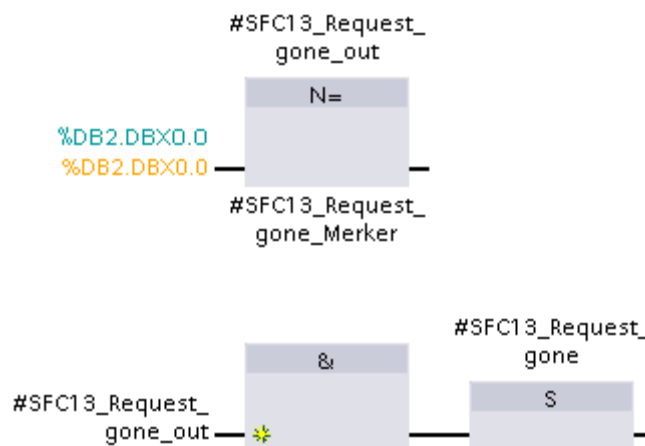 #SFC13_Request_
gone_out
N=
%DB2.DBX0.0
%DB2.DBX0.0
#SFC13_Request_
gone_Merker
#SFC13_Request_
gone
&
S
#SFC13_Request_
gone_out